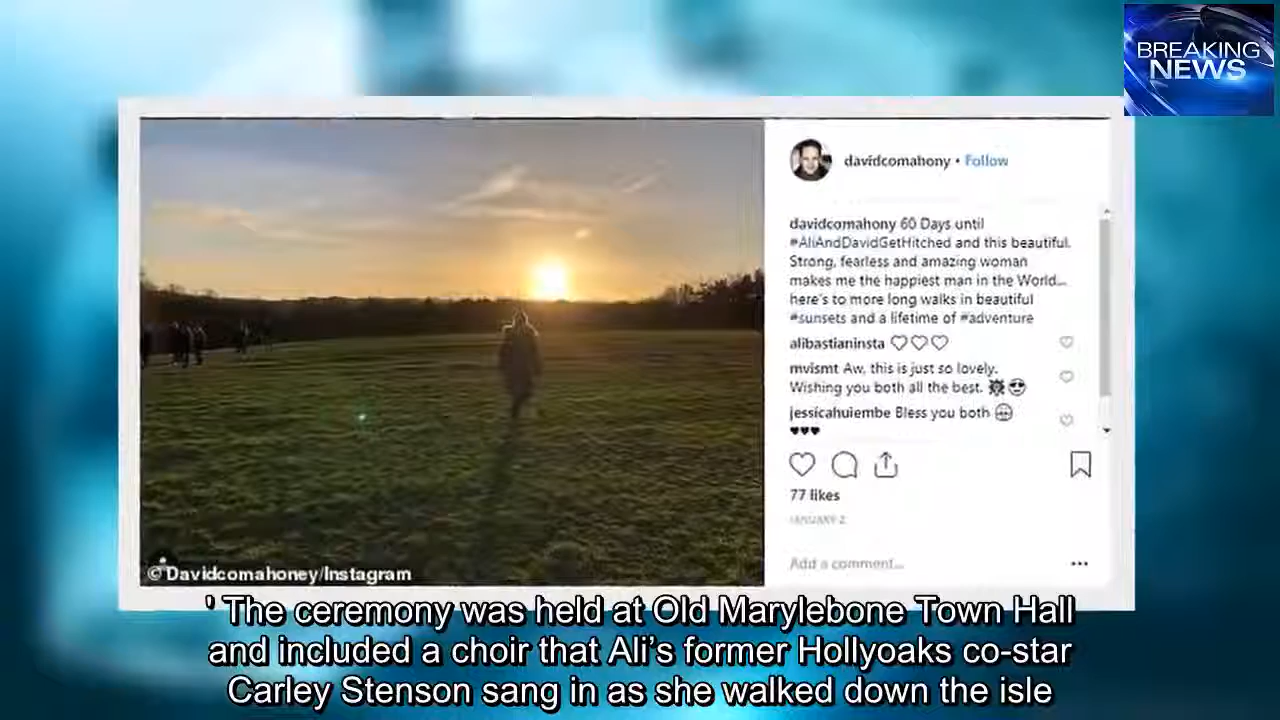 BREAKING
NEWS
davidcomahony • Follow
davidcomahony 60 Days until
#AliAndDavidGetHitched and this beautiful.
Strong, fearless and amazing woman
makes me the happiest man in the World...
here's to more long walks in beautiful
#sunsets and a lifetime of #adventure
alibastianinsta ♡♡♡
mvismt Aw, this is just so lovely.
Wishing you both all the best.
jessicahuiembe Bless you both
♥♥♥
77 likes
JANUARY 2
Add a comment...
© Davidcomahoney/Instagram
' The ceremony was held at Old Marylebone Town Hall
and included a choir that Ali’s former Hollyoaks co-star
Carley Stenson sang in as she walked down the isle